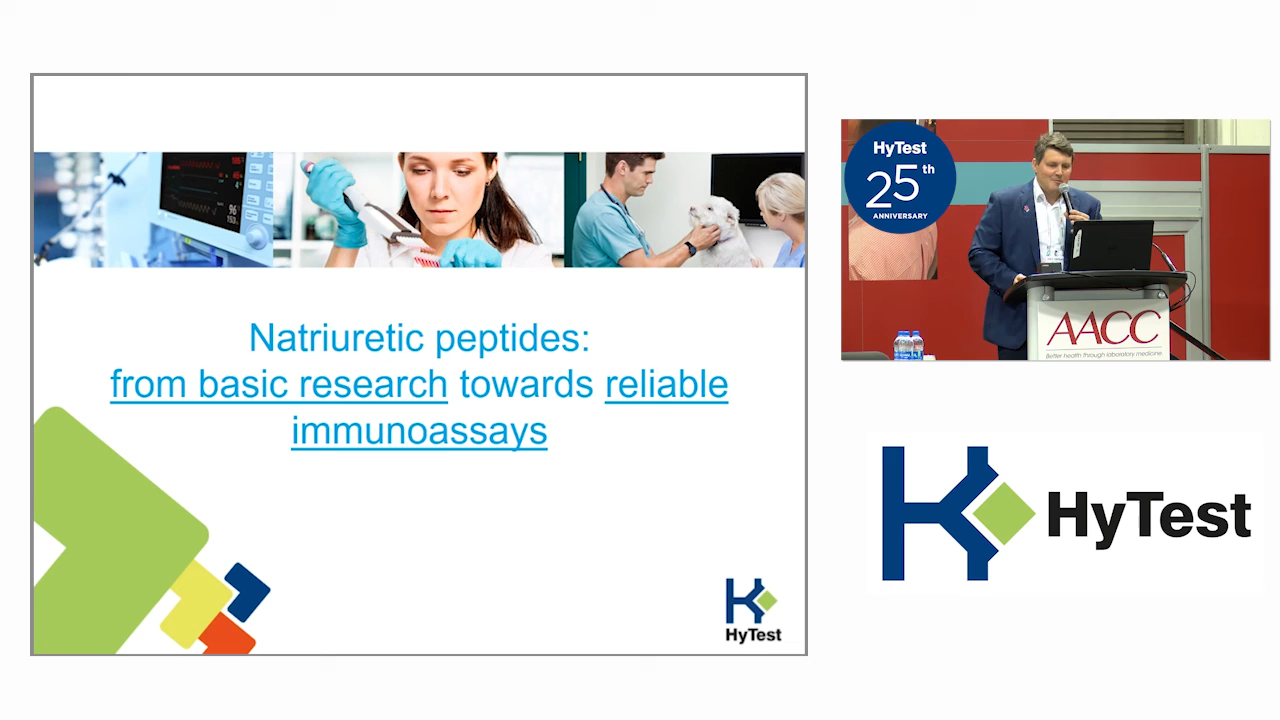 Natriuretic peptides:
from basic research towards reliable
immunoassays
HyTest
HyTest
25th
ANNIVERSARY
AACC
Better health through laboratory medicine.
HyTest